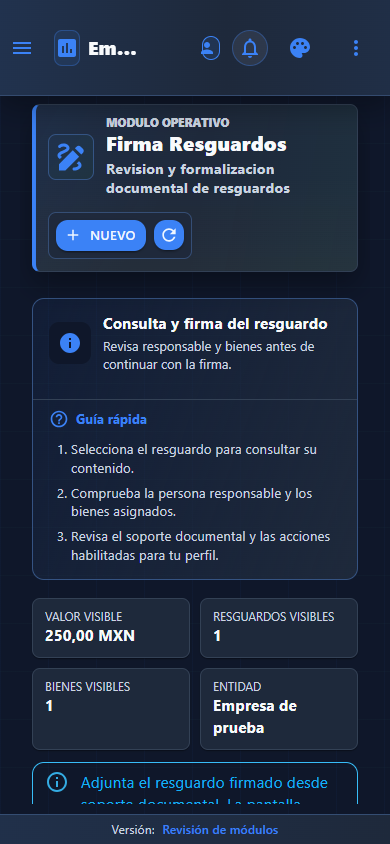 Em...
MODULO OPERATIVO
Firma Resguardos
Revision y formalizacion
documental de resguardos
NUEVO
Consulta y firma del resguardo
Revisa responsable y bienes antes de
continuar con la firma.
Guía rápida
1. Selecciona el resguardo para consultar su
contenido.
2. Comprueba la persona responsable y los
bienes asignados.
3. Revisa el soporte documental y las acciones
habilitadas para tu perfil.
VALOR VISIBLE
250,00 MXN
RESGUARDOS VISIBLES
1
BIENES VISIBLES
1
ENTIDAD
Empresa de
prueba
Adjunta el resguardo firmado desde
soporte documental. La pantalla
Versión: Revisión de módulos